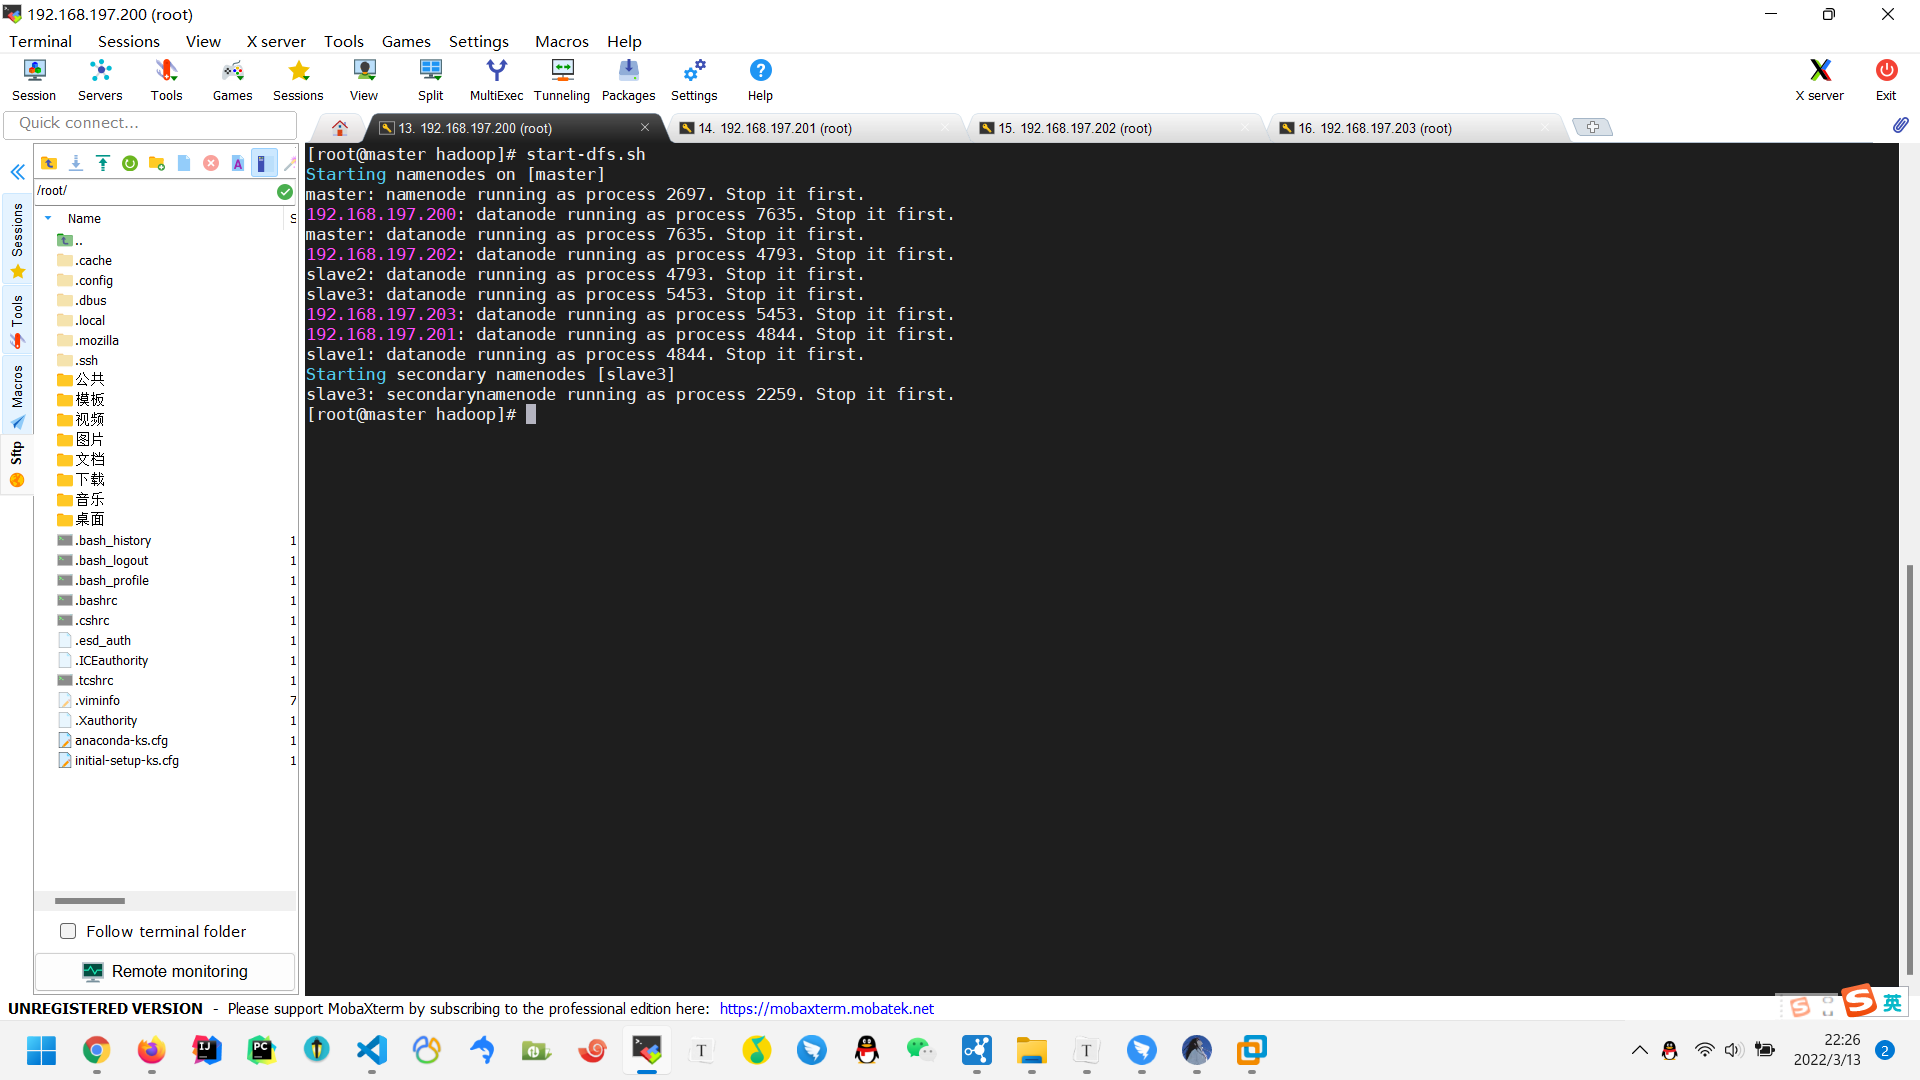 192.168.197.200 (root)
Terminal Sessions View X server Tools Games Settings Macros Help
Session Servers Tools Games Sessions View Split MultiExec Tunneling Packages Settings Help X server Exit
Quick connect...
13. 192.168.197.200 (root)
14. 192.168.197.201 (root)
15. 192.168.197.202 (root)
16. 192.168.197.203 (root)
/root/
Name S
..
.cache
.config
.dbus
.local
.mozilla
.ssh
公共
模板
视频
图片
文档
下载
音乐
桌面
.bash_history 1
.bash_logout 1
.bash_profile 1
.bashrc 1
.cshrc 1
.esd_auth 1
.ICEauthority 1
.tcshrc 1
.viminfo 7
.Xauthority 1
anaconda-ks.cfg 1
initial-setup-ks.cfg 1
Sessions
Tools
Macros
Sftp
Follow terminal folder
Remote monitoring
[root@master hadoop]# start-dfs.sh
Starting namenodes on [master]
master: namenode running as process 2697. Stop it first.
192.168.197.200: datanode running as process 7635. Stop it first.
master: datanode running as process 7635. Stop it first.
192.168.197.202: datanode running as process 4793. Stop it first.
slave2: datanode running as process 4793. Stop it first.
slave3: datanode running as process 5453. Stop it first.
192.168.197.203: datanode running as process 5453. Stop it first.
192.168.197.201: datanode running as process 4844. Stop it first.
slave1: datanode running as process 4844. Stop it first.
Starting secondary namenodes [slave3]
slave3: secondarynamenode running as process 2259. Stop it first.
[root@master hadoop]#
UNREGISTERED VERSION - Please support MobaXterm by subscribing to the professional edition here: https://mobaxterm.mobatek.net
英
22:26
2022/3/13
2